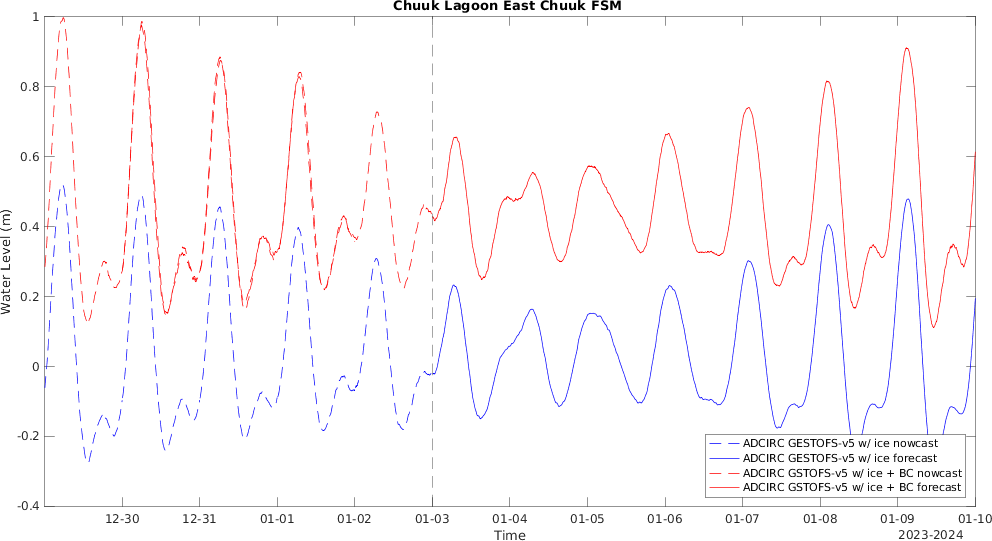 Chuuk Lagoon East Chuuk FSM
Water Level (m)
1
0.8
0.6
0.4
0.2
0
-0.2
-0.4
ADCIRC GESTOFS-v5 w/ ice nowcast
ADCIRC GESTOFS-v5 w/ ice forecast
ADCIRC GSTOFS-v5 w/ ice + BC nowcast
ADCIRC GSTOFS-v5 w/ ice + BC forecast
12-30 12-31 01-01 01-02 01-03 01-04 01-05 01-06 01-07 01-08 01-09 01-10
Time
2023-2024